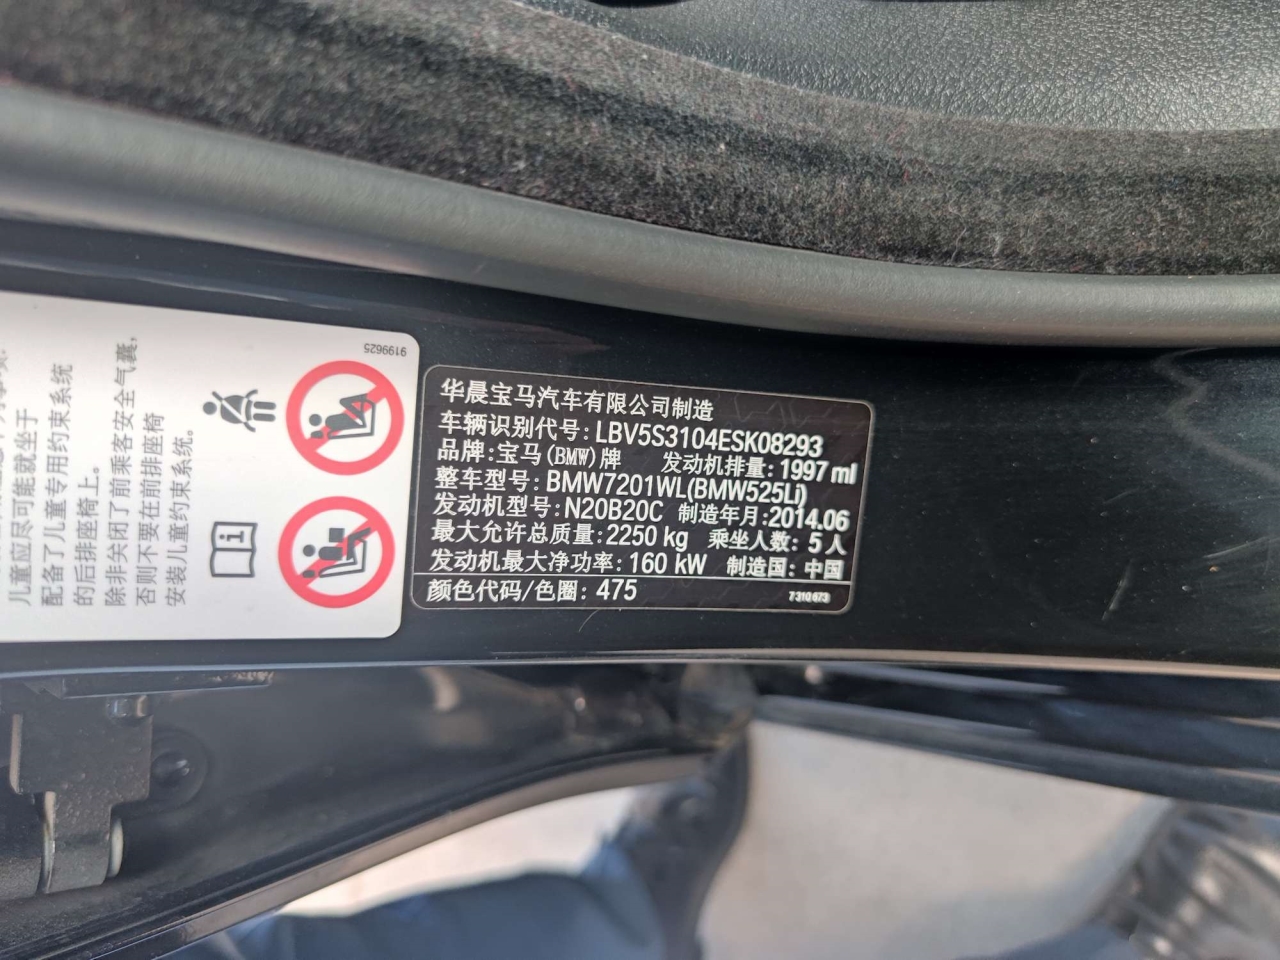 9199625
儿童应尽可能就坐于
配备了儿童专用约束系统
的后排座椅上。
除非关闭了前乘客安全气囊，
否则不要在前排座椅
安装儿童约束系统。
华晨宝马汽车有限公司制造
车辆识别代号：LBV5S3104ESK08293
品牌：宝马(BMW)牌 发动机排量：1997 ml
整车型号：BMW7201WL(BMW525Li)
发动机型号：N20B20C 制造年月：2014.06
最大允许总质量：2250 kg 乘坐人数：5人
发动机最大净功率：160 kW 制造国：中国
颜色代码/色圈：475
7310673